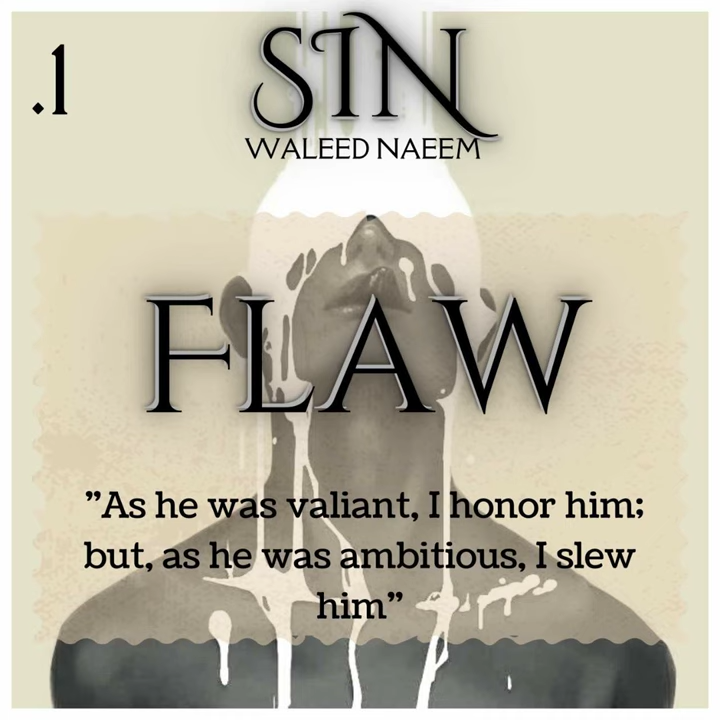 .1
SIN
WALEED NAEEM
FLAW
”As he was valiant, I honor him;
but, as he was ambitious, I slew
him”